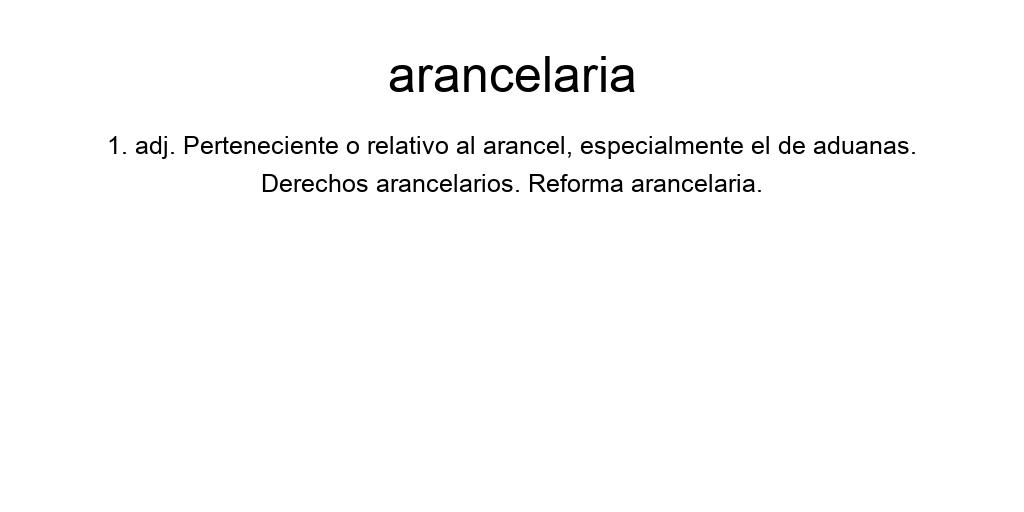 arancelaria
1. adj. Perteneciente o relativo al arancel, especialmente el de aduanas.
Derechos arancelarios. Reforma arancelaria.